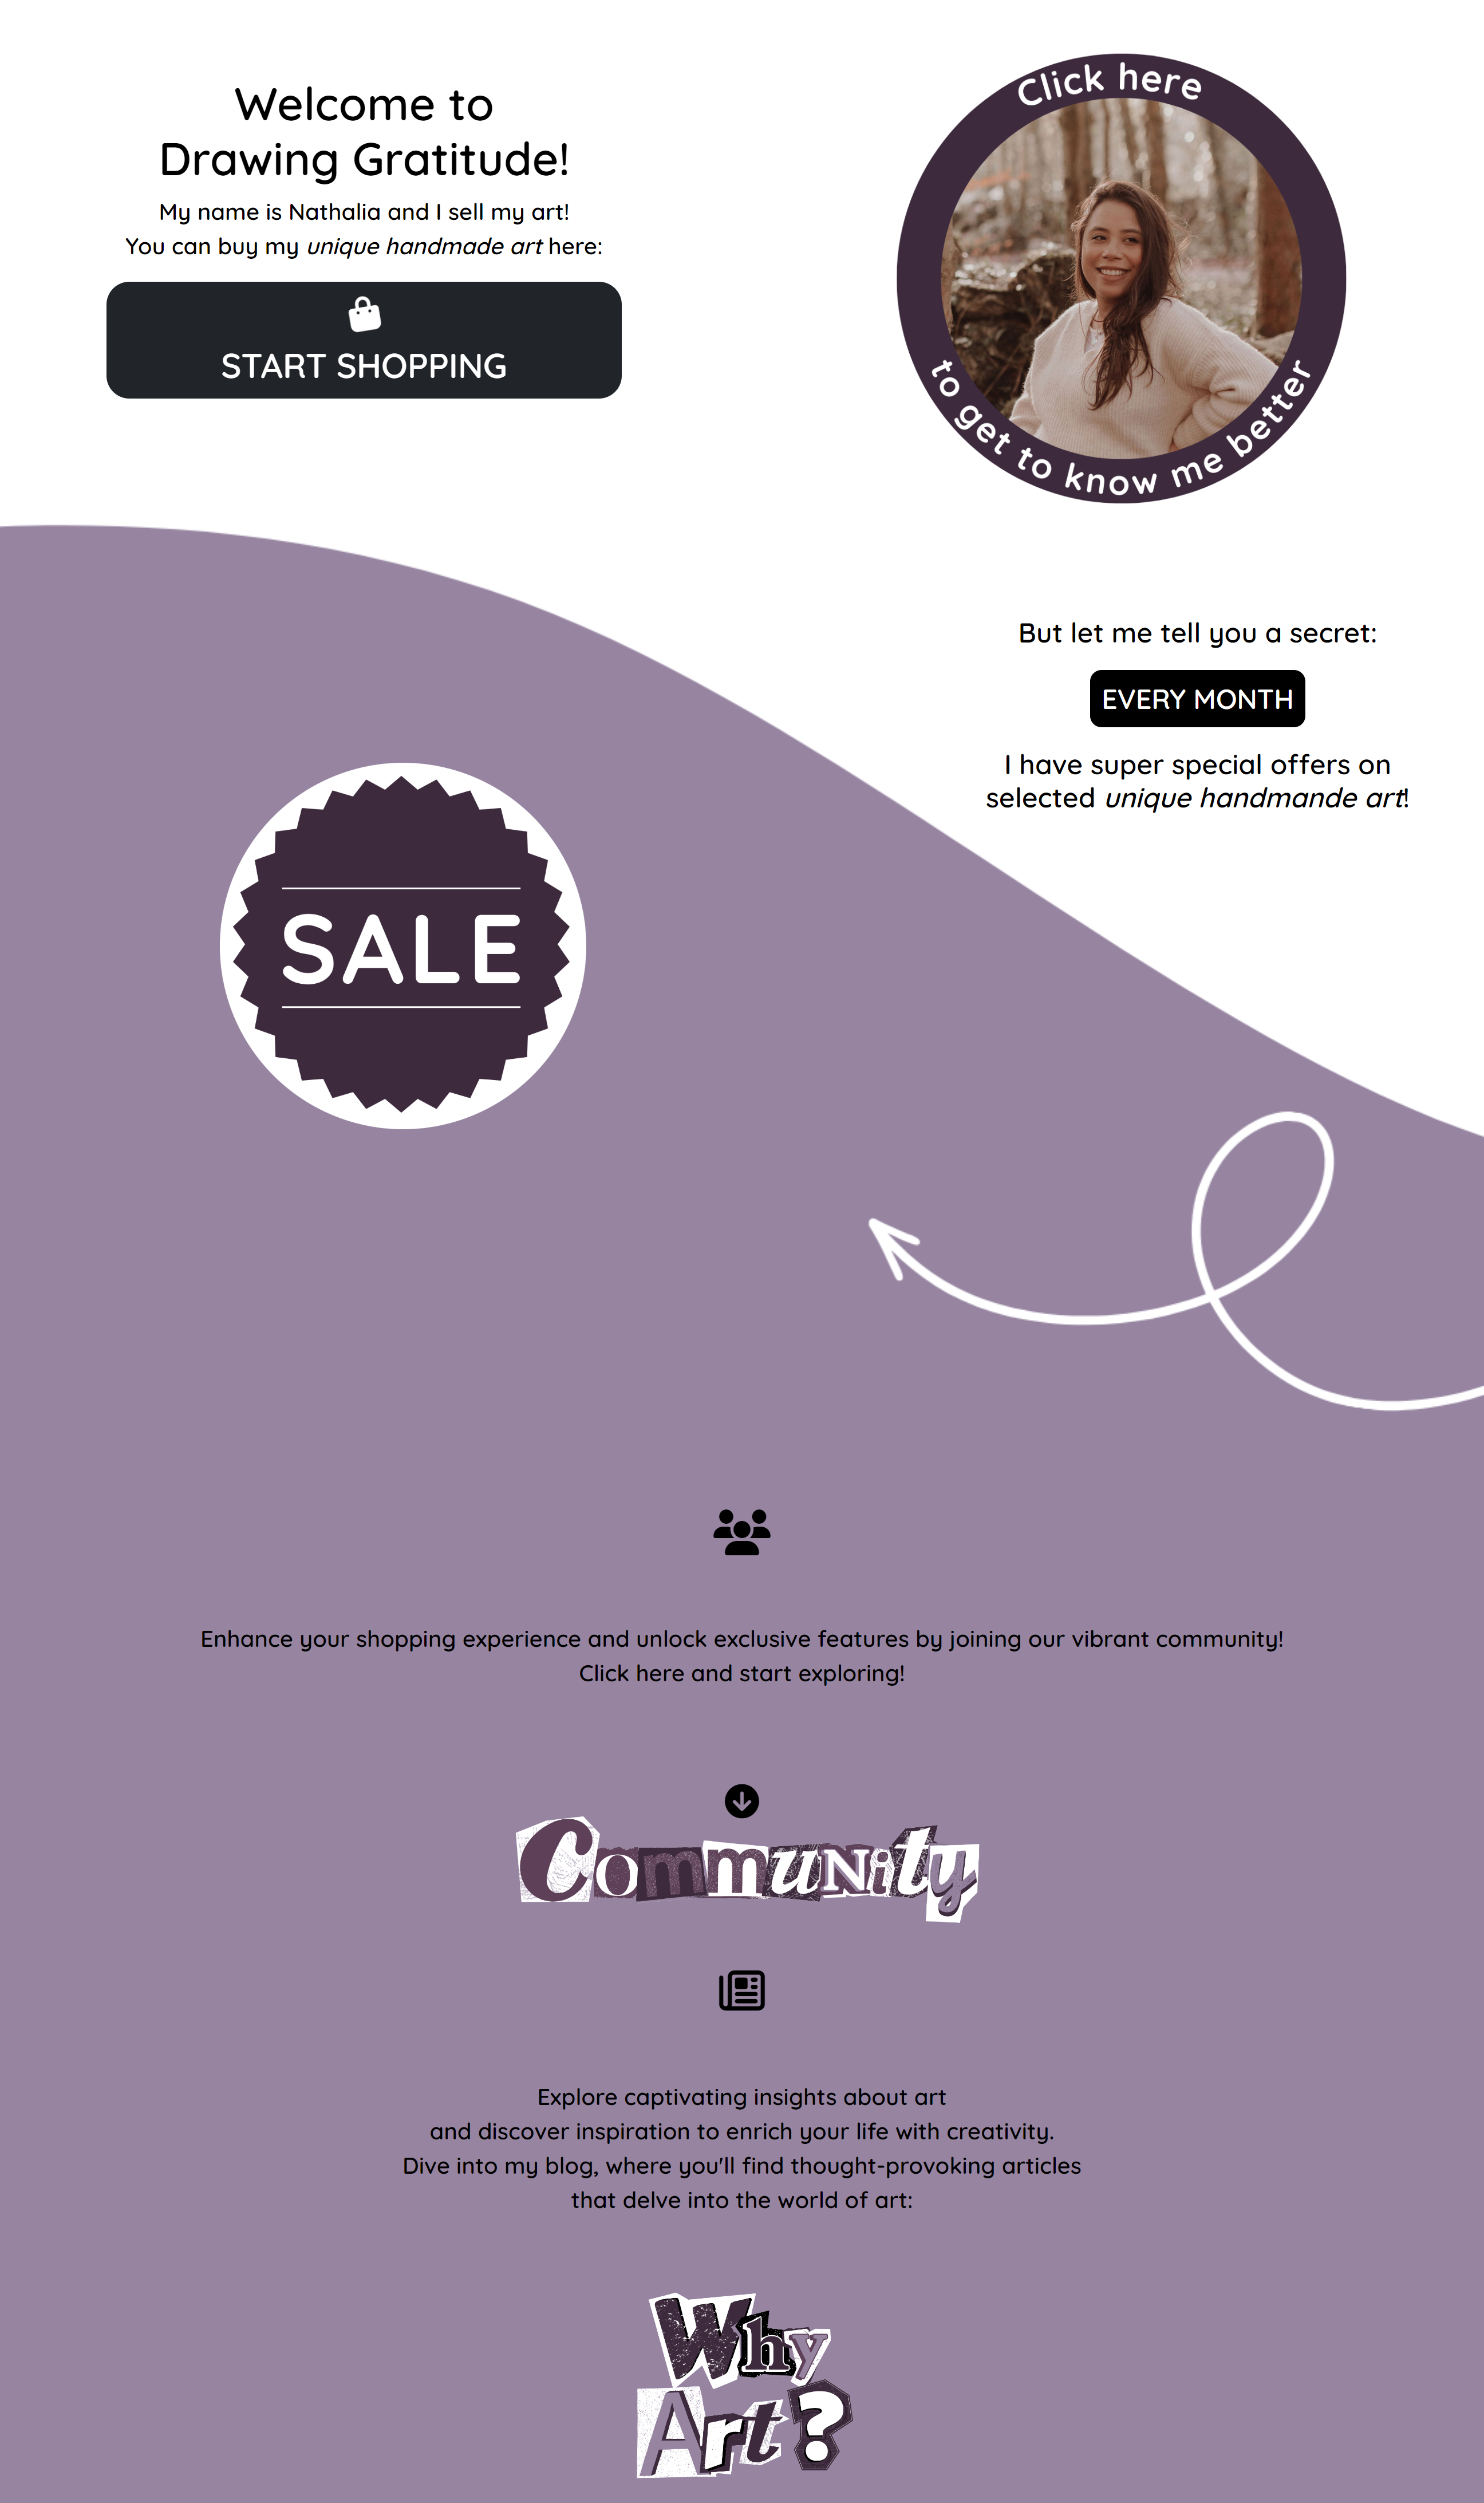 Welcome to
Drawing Gratitude!
My name is Nathalia and I sell my art!
You can buy my unique handmade art here:
START SHOPPING
Click here
to get to know me better
But let me tell you a secret:
EVERY MONTH
I have super special offers on
selected unique handmande art!
SALE
Enhance your shopping experience and unlock exclusive features by joining our vibrant community!
Click here and start exploring!
CommuNity
Explore captivating insights about art
and discover inspiration to enrich your life with creativity.
Dive into my blog, where you'll find thought-provoking articles
that delve into the world of art:
Why
Art?